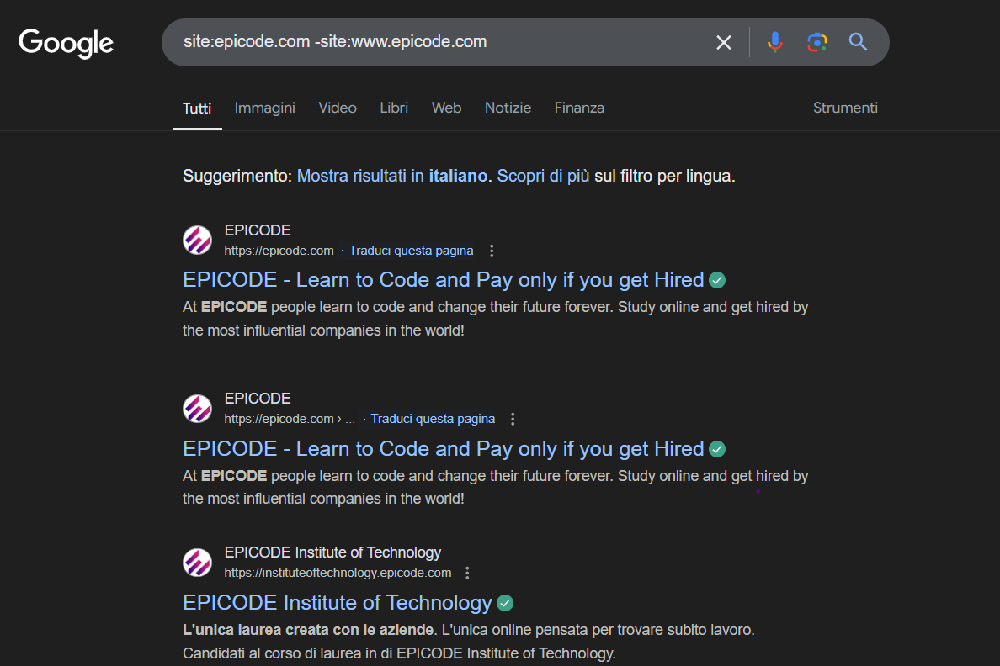 Google
site:epicode.com -site:www.epicode.com
Tutti Immagini Video Libri Web Notizie Finanza Strumenti
Suggerimento: Mostra risultati in italiano. Scopri di più sul filtro per lingua.
EPICODE
https://epicode.com · Traduci questa pagina
EPICODE - Learn to Code and Pay only if you get Hired
At EPICODE people learn to code and change their future forever. Study online and get hired by
the most influential companies in the world!
EPICODE
https://epicode.com › ... · Traduci questa pagina
EPICODE - Learn to Code and Pay only if you get Hired
At EPICODE people learn to code and change their future forever. Study online and get hired by
the most influential companies in the world!
EPICODE Institute of Technology
https://instituteoftechnology.epicode.com
EPICODE Institute of Technology
L'unica laurea creata con le aziende. L'unica online pensata per trovare subito lavoro.
Candidati al corso di laurea in di EPICODE Institute of Technology.